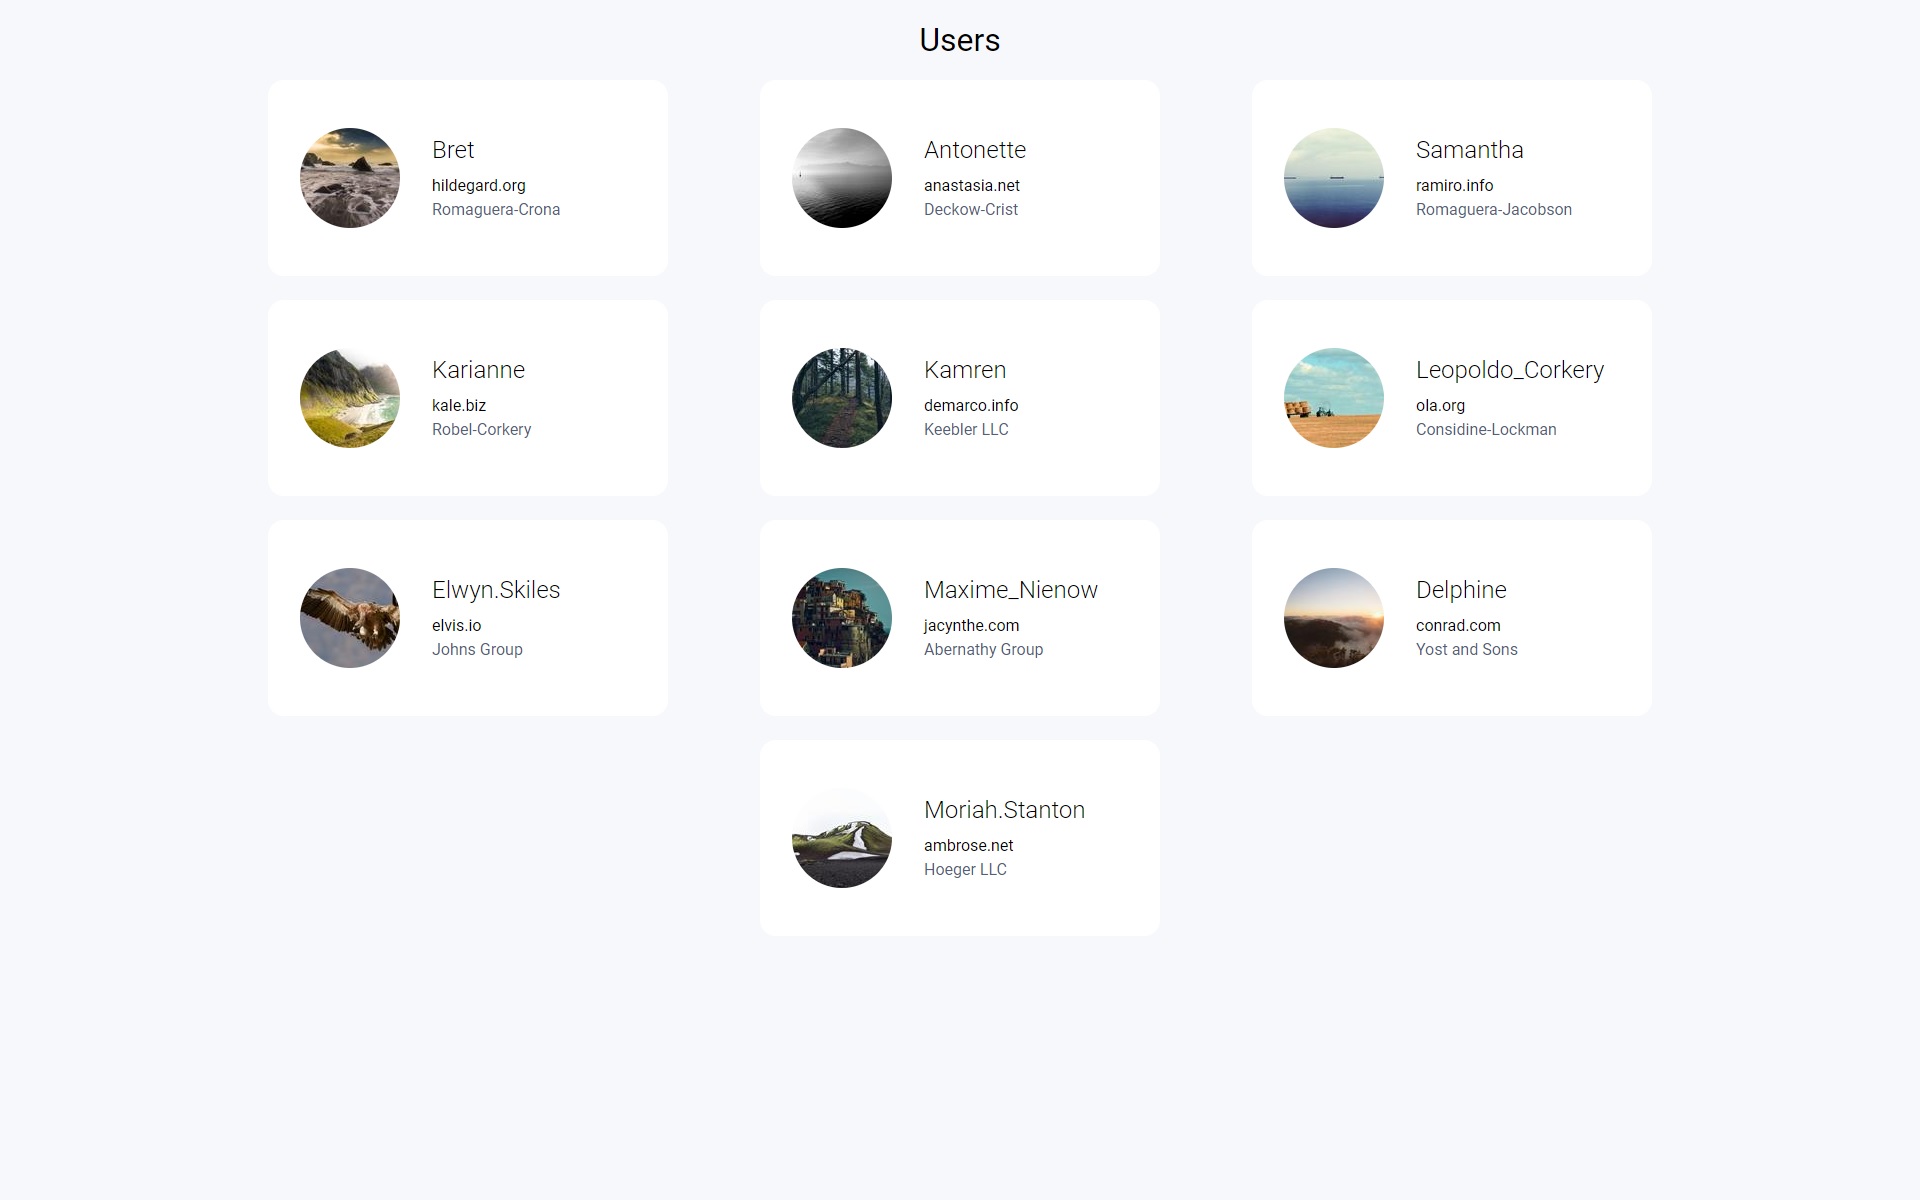 Users
Bret
hildegard.org
Romaguera-Crona
Antonette
anastasia.net
Deckow-Crist
Samantha
ramiro.info
Romaguera-Jacobson
Karianne
kale.biz
Robel-Corkery
Kamren
demarco.info
Keebler LLC
Leopoldo_Corkery
ola.org
Considine-Lockman
Elwyn.Skiles
elvis.io
Johns Group
Maxime_Nienow
jacynthe.com
Abernathy Group
Delphine
conrad.com
Yost and Sons
Moriah.Stanton
ambrose.net
Hoeger LLC